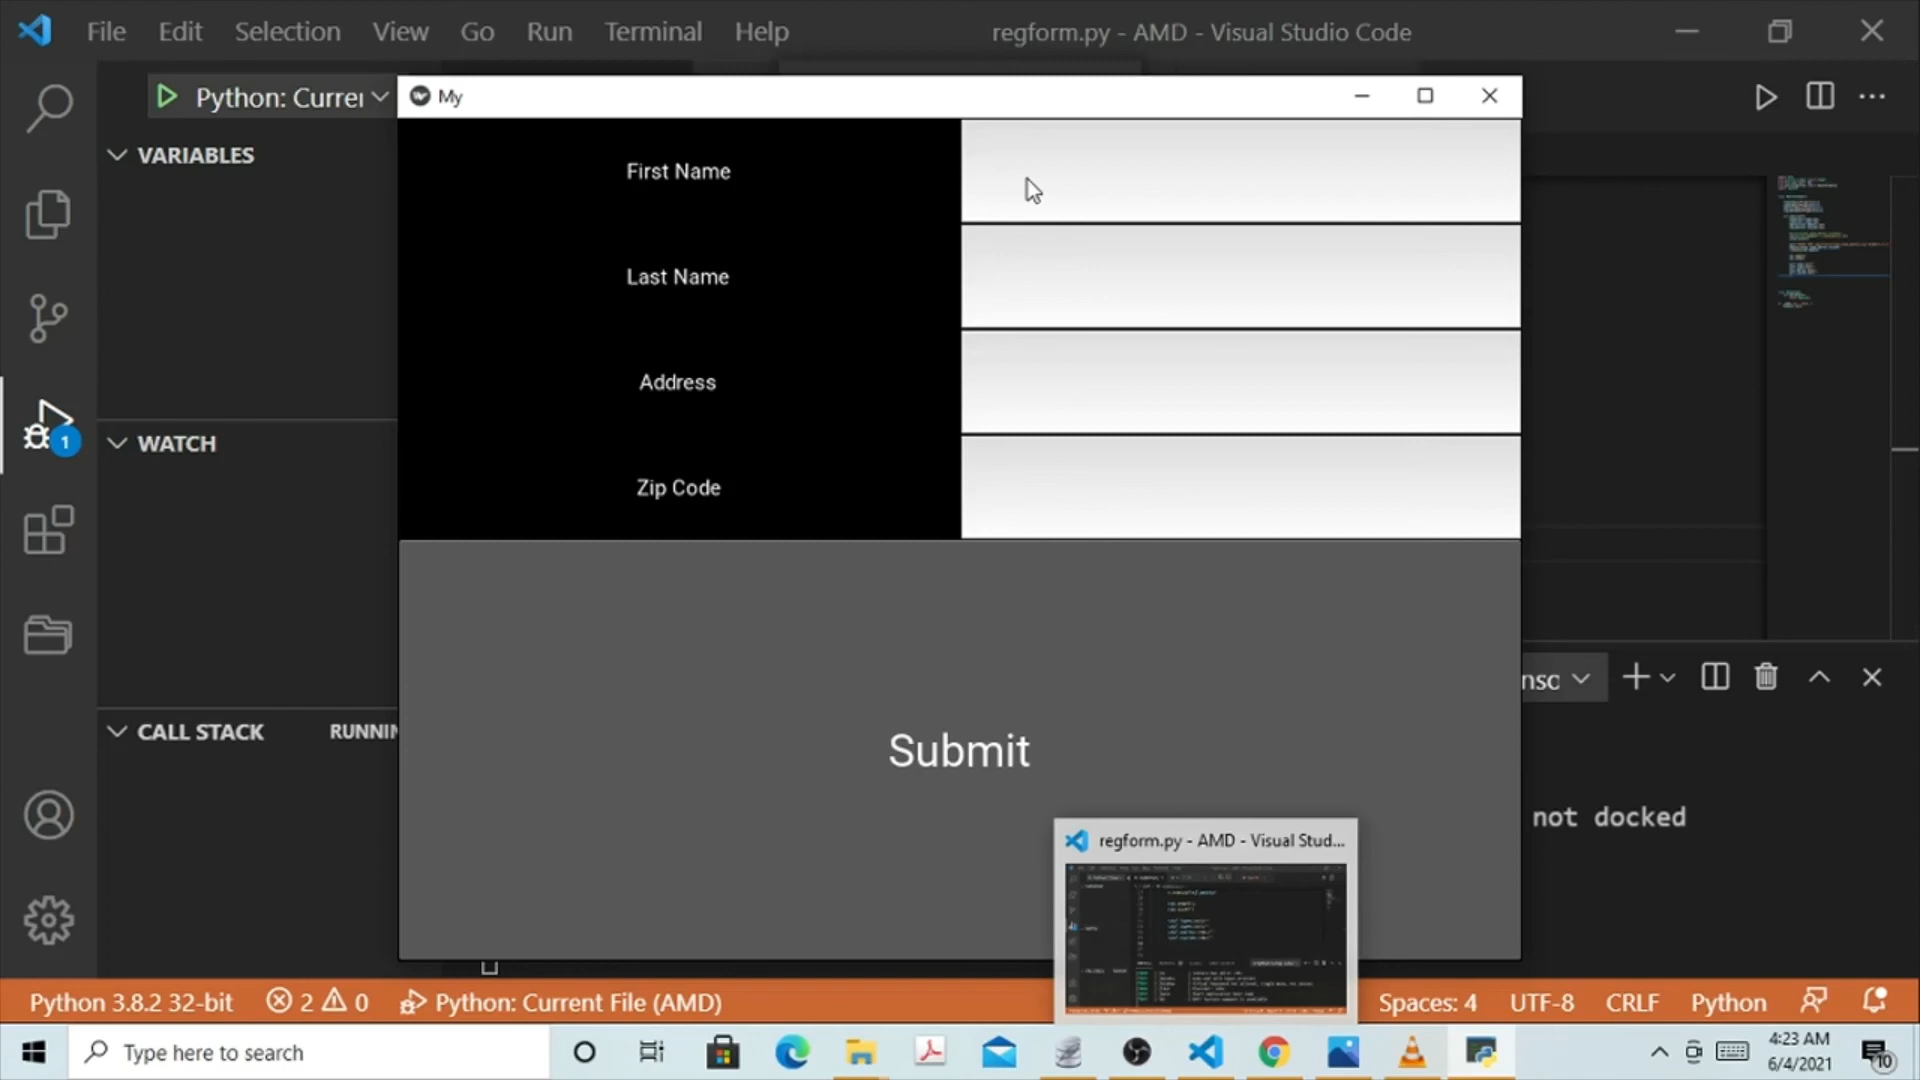 File Edit Selection View Go Run Terminal Help regform.py - AMD - Visual Studio Code
Python: Currei
My
VARIABLES
First Name
Last Name
Address
WATCH
Zip Code
nsc
CALL STACK RUNNIN
Submit
not docked
regform.py - AMD - Visual Stud...
1
Python 3.8.2 32-bit 2 0 Python: Current File (AMD) Spaces: 4 UTF-8 CRLF Python
Type here to search
4:23 AM
6/4/2021
10